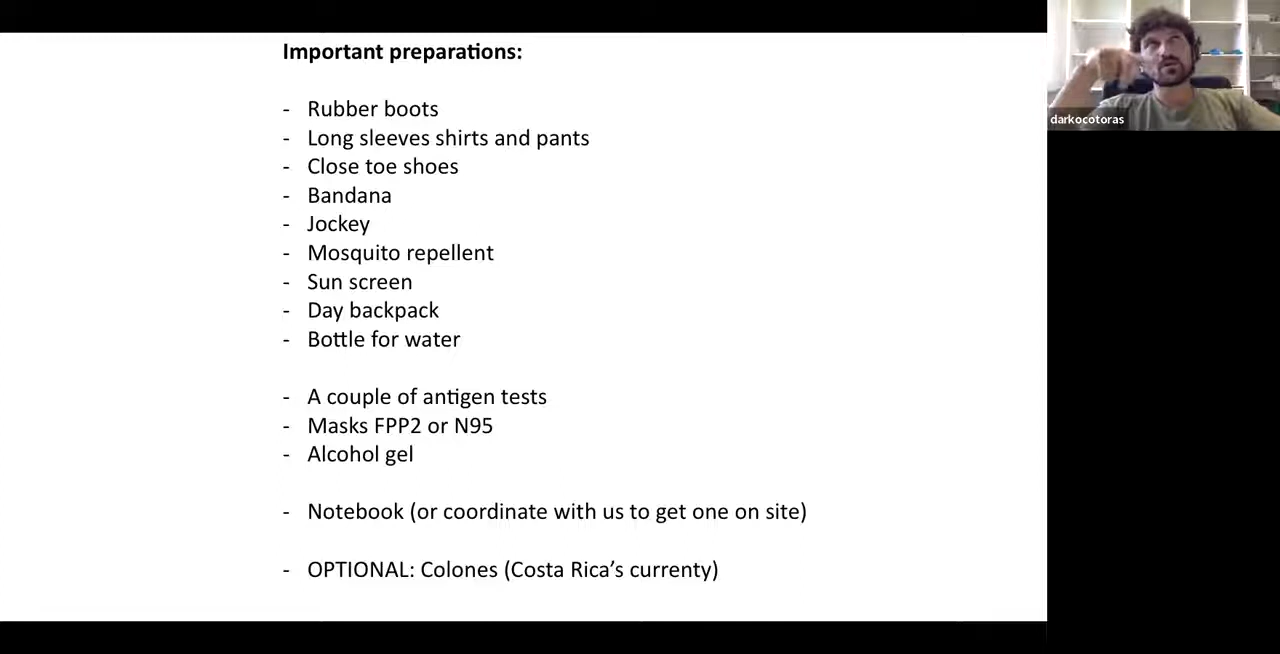 Important preparations:
- Rubber boots
- Long sleeves shirts and pants
- Close toe shoes
- Bandana
- Jockey
- Mosquito repellent
- Sun screen
- Day backpack
- Bottle for water
- A couple of antigen tests
- Masks FPP2 or N95
- Alcohol gel
- Notebook (or coordinate with us to get one on site)
- OPTIONAL: Colones (Costa Rica's currenty)
darkocotoras